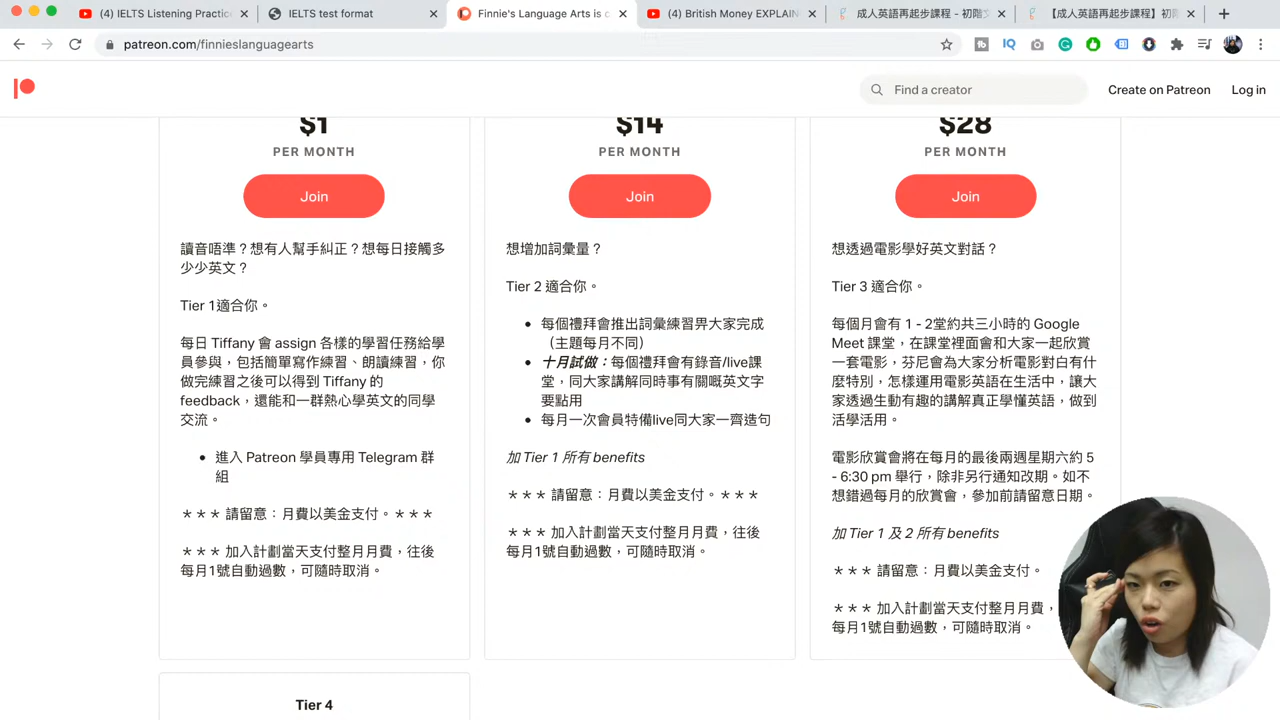 (4) IELTS Listening Practice
IELTS test format
Finnie's Language Arts is c
(4) British Money EXPLAIN
成人英語再起步課程 - 初階文
【成人英語再起步課程】初階
patreon.com/finnieslanguagearts
Find a creator
Create on Patreon
Log in
$1
PER MONTH
Join
讀音唔準？想有人幫手糾正？想每日接觸多
少少英文？
Tier 1適合你。
每日 Tiffany 會 assign 各樣的學習任務給學
員參與，包括簡單寫作練習、朗讀練習，你
做完練習之後可以得到 Tiffany 的
feedback，還能和一群熱心學英文的同學
交流。
• 進入 Patreon 學員專用 Telegram 群
組
＊＊＊ 請留意：月費以美金支付。＊＊＊
＊＊＊ 加入計劃當天支付整月月費，往後
每月1號自動過數，可隨時取消。
$14
PER MONTH
Join
想增加詞彙量？
Tier 2 適合你。
• 每個禮拜會推出詞彙練習畀大家完成
（主題每月不同）
• 十月試做：每個禮拜會有錄音/live課
堂，同大家講解同時事有關嘅英文字
要點用
• 每月一次會員特備live同大家一齊造句
加 Tier 1 所有 benefits
＊＊＊ 請留意：月費以美金支付。＊＊＊
＊＊＊ 加入計劃當天支付整月月費，往後
每月1號自動過數，可隨時取消。
$28
PER MONTH
Join
想透過電影學好英文對話？
Tier 3 適合你。
每個月會有 1 - 2堂約共三小時的 Google
Meet 課堂，在課堂裡面會和大家一起欣賞
一套電影，芬尼會為大家分析電影對白有什
麼特別，怎樣運用電影英語在生活中，讓大
家透過生動有趣的講解真正學懂英語，做到
活學活用。
電影欣賞會將在每月的最後兩週星期六約 5
- 6:30 pm 舉行，除非另行通知改期。如不
想錯過每月的欣賞會，參加前請留意日期。
加 Tier 1 及 2 所有 benefits
＊＊＊ 請留意：月費以美金支付。
＊＊＊ 加入計劃當天支付整月月費，
每月1號自動過數，可隨時取消。
Tier 4